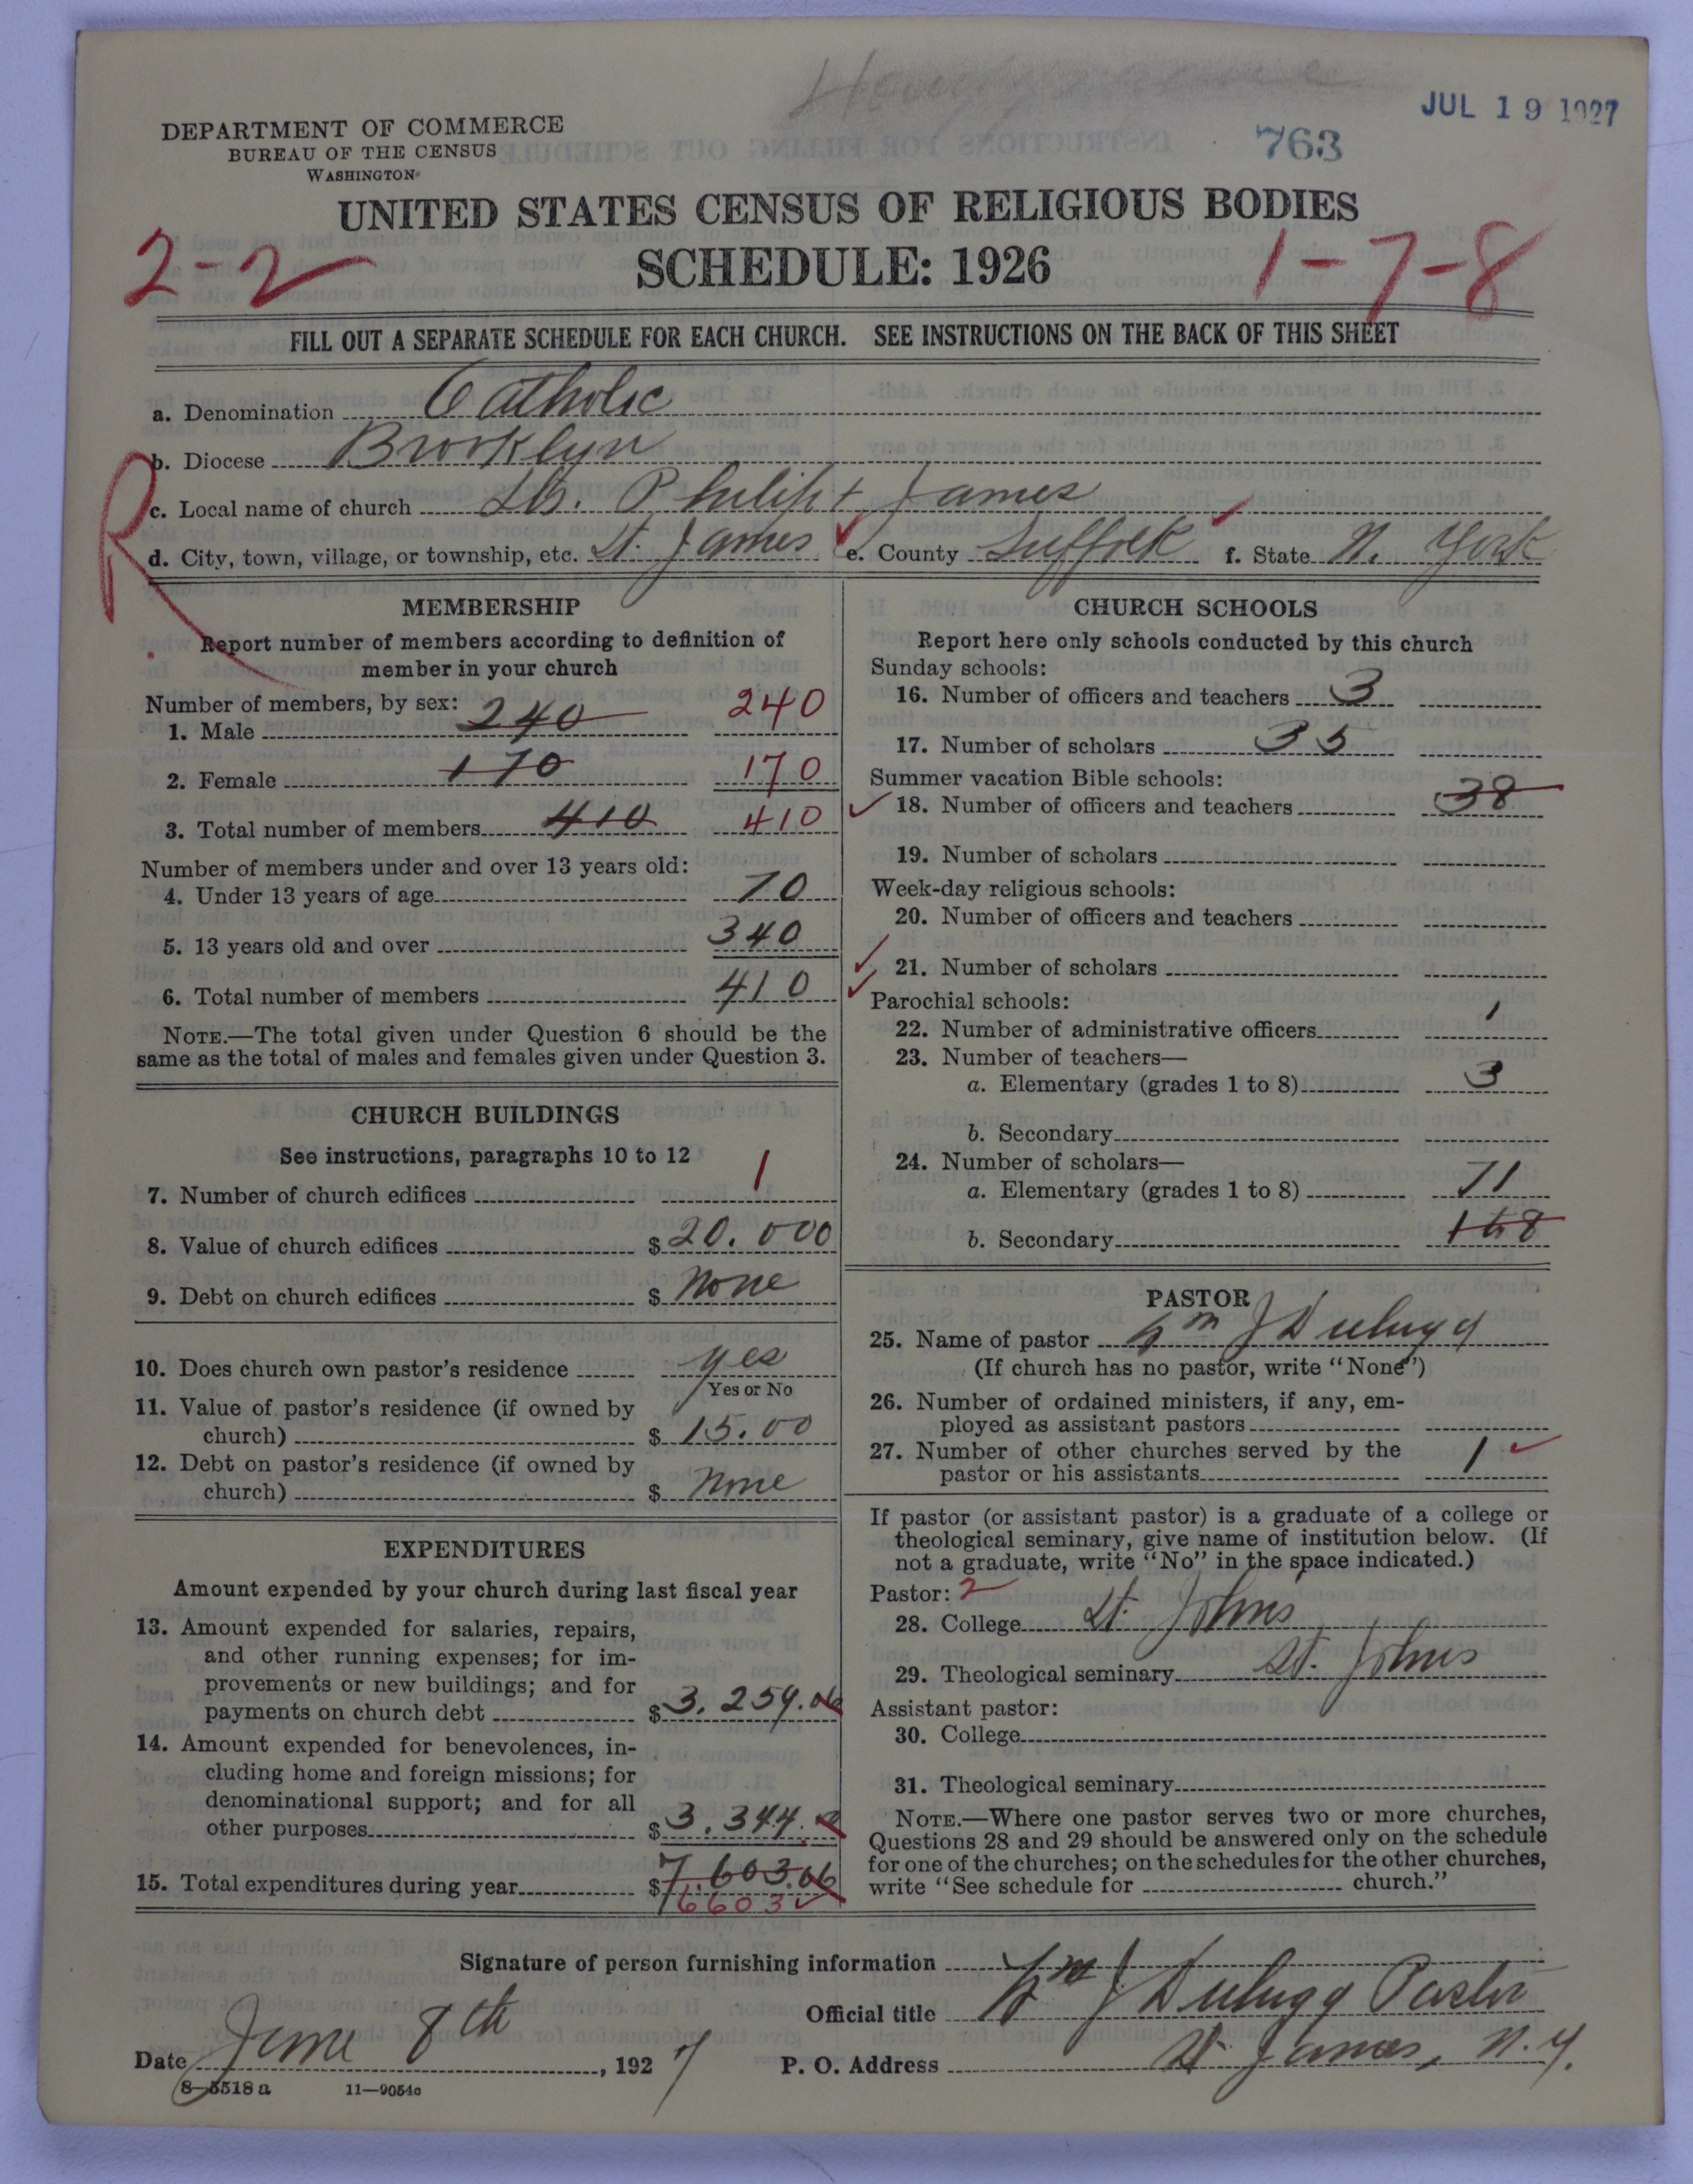 JUL 19 1927
763
DEPARTMENT OF COMMERCE
BUREAU OF THE CENSUS
WASHINGTON
UNITED STATES CENSUS OF RELIGIOUS BODIES
2-2 SCHEDULE: 1926 1-7-8
FILL OUT A SEPARATE SCHEDULE FOR EACH CHURCH. SEE INSTRUCTIONS ON THE BACK OF THIS SHEET
a. Denomination Catholic
b. Diocese Brooklyn
R
c. Local name of church Sts. Philip + James
d. City, town, village, or township, etc. St. James e. County Suffolk f. State N. York
MEMBERSHIP
Report number of members according to definition of
member in your church
Number of members, by sex:
1. Male 240 240
2. Female 170 170
3. Total number of members 410 410
Number of members under and over 13 years old:
4. Under 13 years of age 70
5. 13 years old and over 340
6. Total number of members 410
NOTE.—The total given under Question 6 should be the
same as the total of males and females given under Question 3.
CHURCH BUILDINGS
See instructions, paragraphs 10 to 12
7. Number of church edifices 1
8. Value of church edifices $ 20.000
9. Debt on church edifices $ None
10. Does church own pastor's residence yes
Yes or No
11. Value of pastor's residence (if owned by
church) $ 15.00
12. Debt on pastor's residence (if owned by
church) $ None
EXPENDITURES
Amount expended by your church during last fiscal year
13. Amount expended for salaries, repairs,
and other running expenses; for im-
provements or new buildings; and for
payments on church debt $ 3.259.06
14. Amount expended for benevolences, in-
cluding home and foreign missions; for
denominational support; and for all
other purposes $ 3.344.
15. Total expenditures during year $ 7.603.06
6603
CHURCH SCHOOLS
Report here only schools conducted by this church
Sunday schools:
16. Number of officers and teachers 3
17. Number of scholars 35
Summer vacation Bible schools:
18. Number of officers and teachers 38
19. Number of scholars
Week-day religious schools:
20. Number of officers and teachers
21. Number of scholars
Parochial schools:
22. Number of administrative officers 1
23. Number of teachers—
a. Elementary (grades 1 to 8) 3
b. Secondary
24. Number of scholars—
a. Elementary (grades 1 to 8) 71
b. Secondary 168
PASTOR
25. Name of pastor Wm J
(If church has no pastor, write "None")
26. Number of ordained ministers, if any, em-
ployed as assistant pastors
27. Number of other churches served by the
pastor or his assistants 1
If pastor (or assistant pastor) is a graduate of a college or
theological seminary, give name of institution below. (If
not a graduate, write "No" in the space indicated.)
Pastor: 2
28. College St. Johns
29. Theological seminary St. Johns
Assistant pastor:
30. College
31. Theological seminary
NOTE.—Where one pastor serves two or more churches,
Questions 28 and 29 should be answered only on the schedule
for one of the churches; on the schedules for the other churches,
write "See schedule for church."
Signature of person furnishing information Wm J
Official title Pastor
Date June 8th, 1927 P. O. Address St. James, N.Y.
8-5518 a 11-9054c